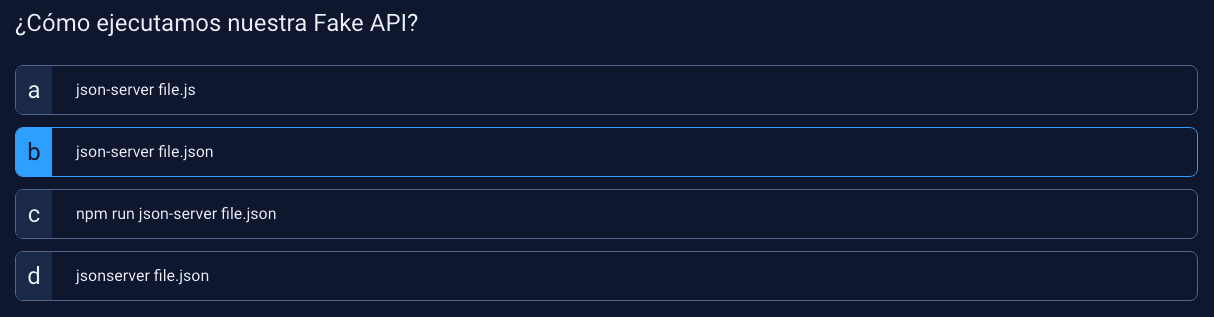 ¿Cómo ejecutamos nuestra Fake API?
a json-server file.js
b json-server file.json
c npm run json-server file.json
d jsonserver file.json